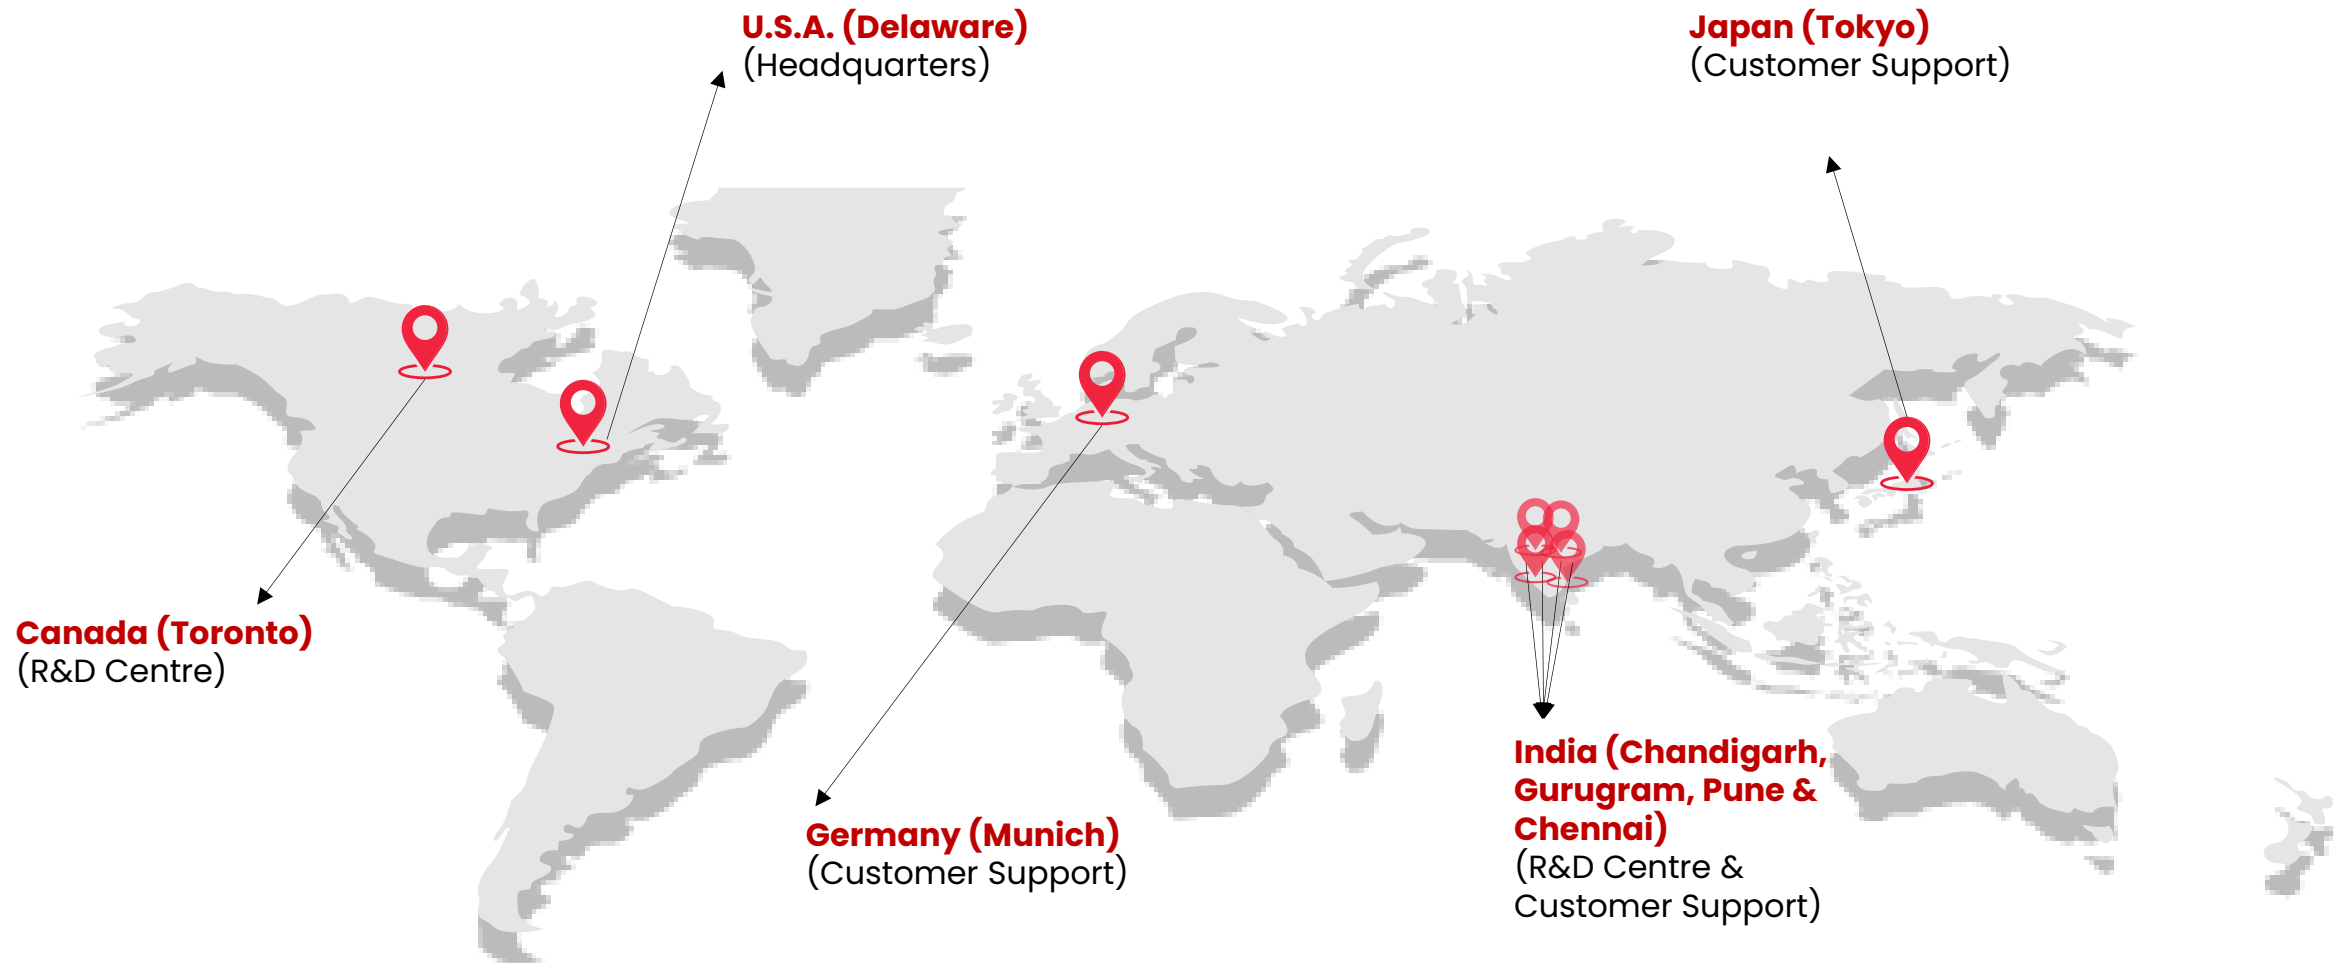 U.S.A. (Delaware)
(Headquarters)
Japan (Tokyo)
(Customer Support)
Canada (Toronto)
(R&D Centre)
Germany (Munich)
(Customer Support)
India (Chandigarh,
Gurugram, Pune &
Chennai)
(R&D Centre &
Customer Support)